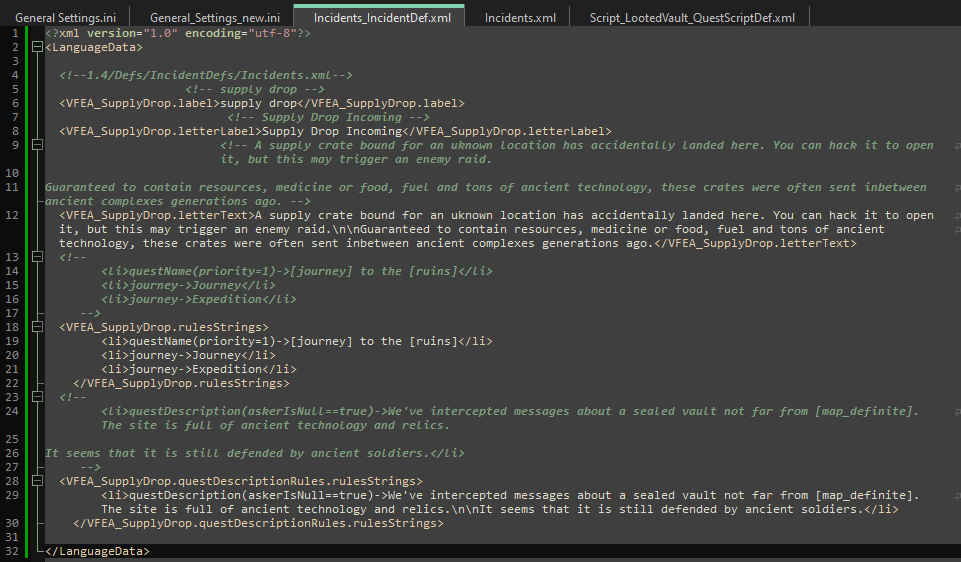 General Settings.ini General_Settings_new.ini Incidents_IncidentDef.xml Incidents.xml Script_LootedVault_QuestScriptDef.xml
1 <?xml version="1.0" encoding="utf-8"?>
2 <LanguageData>
3
4 <!--1.4/Defs/IncidentDefs/Incidents.xml-->
5 <!-- supply drop -->
6 <VFEA_SupplyDrop.label>supply drop</VFEA_SupplyDrop.label>
7 <!-- Supply Drop Incoming -->
8 <VFEA_SupplyDrop.letterLabel>Supply Drop Incoming</VFEA_SupplyDrop.letterLabel>
9 <!-- A supply crate bound for an uknown location has accidentally landed here. You can hack it to open
it, but this may trigger an enemy raid.
10
11 Guaranteed to contain resources, medicine or food, fuel and tons of ancient technology, these crates were often sent inbetween
ancient complexes generations ago. -->
12 <VFEA_SupplyDrop.letterText>A supply crate bound for an uknown location has accidentally landed here. You can hack it to open
it, but this may trigger an enemy raid.\n\nGuaranteed to contain resources, medicine or food, fuel and tons of ancient
technology, these crates were often sent inbetween ancient complexes generations ago.</VFEA_SupplyDrop.letterText>
13 <!--
14 <li>questName(priority=1)->[journey] to the [ruins]</li>
15 <li>journey->Journey</li>
16 <li>journey->Expedition</li>
17 -->
18 <VFEA_SupplyDrop.rulesStrings>
19 <li>questName(priority=1)->[journey] to the [ruins]</li>
20 <li>journey->Journey</li>
21 <li>journey->Expedition</li>
22 </VFEA_SupplyDrop.rulesStrings>
23 <!--
24 <li>questDescription(askerIsNull==true)->We've intercepted messages about a sealed vault not far from [map_definite].
The site is full of ancient technology and relics.
25
26 It seems that it is still defended by ancient soldiers.</li>
27 -->
28 <VFEA_SupplyDrop.questDescriptionRules.rulesStrings>
29 <li>questDescription(askerIsNull==true)->We've intercepted messages about a sealed vault not far from [map_definite].
The site is full of ancient technology and relics.\n\nIt seems that it is still defended by ancient soldiers.</li>
30 </VFEA_SupplyDrop.questDescriptionRules.rulesStrings>
31
32 </LanguageData>